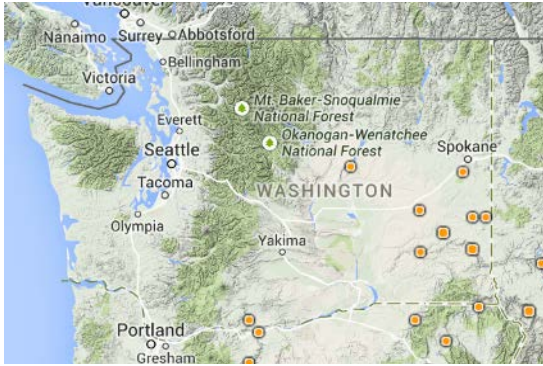 Vancouver
Nanaimo
Surrey
Abbotsford
Bellingham
Victoria
Mt. Baker-Snoqualmie
National Forest
Everett
Okanogan-Wenatchee
National Forest
Seattle
Spokane
Tacoma
WASHINGTON
Olympia
Yakima
Portland
Gresham